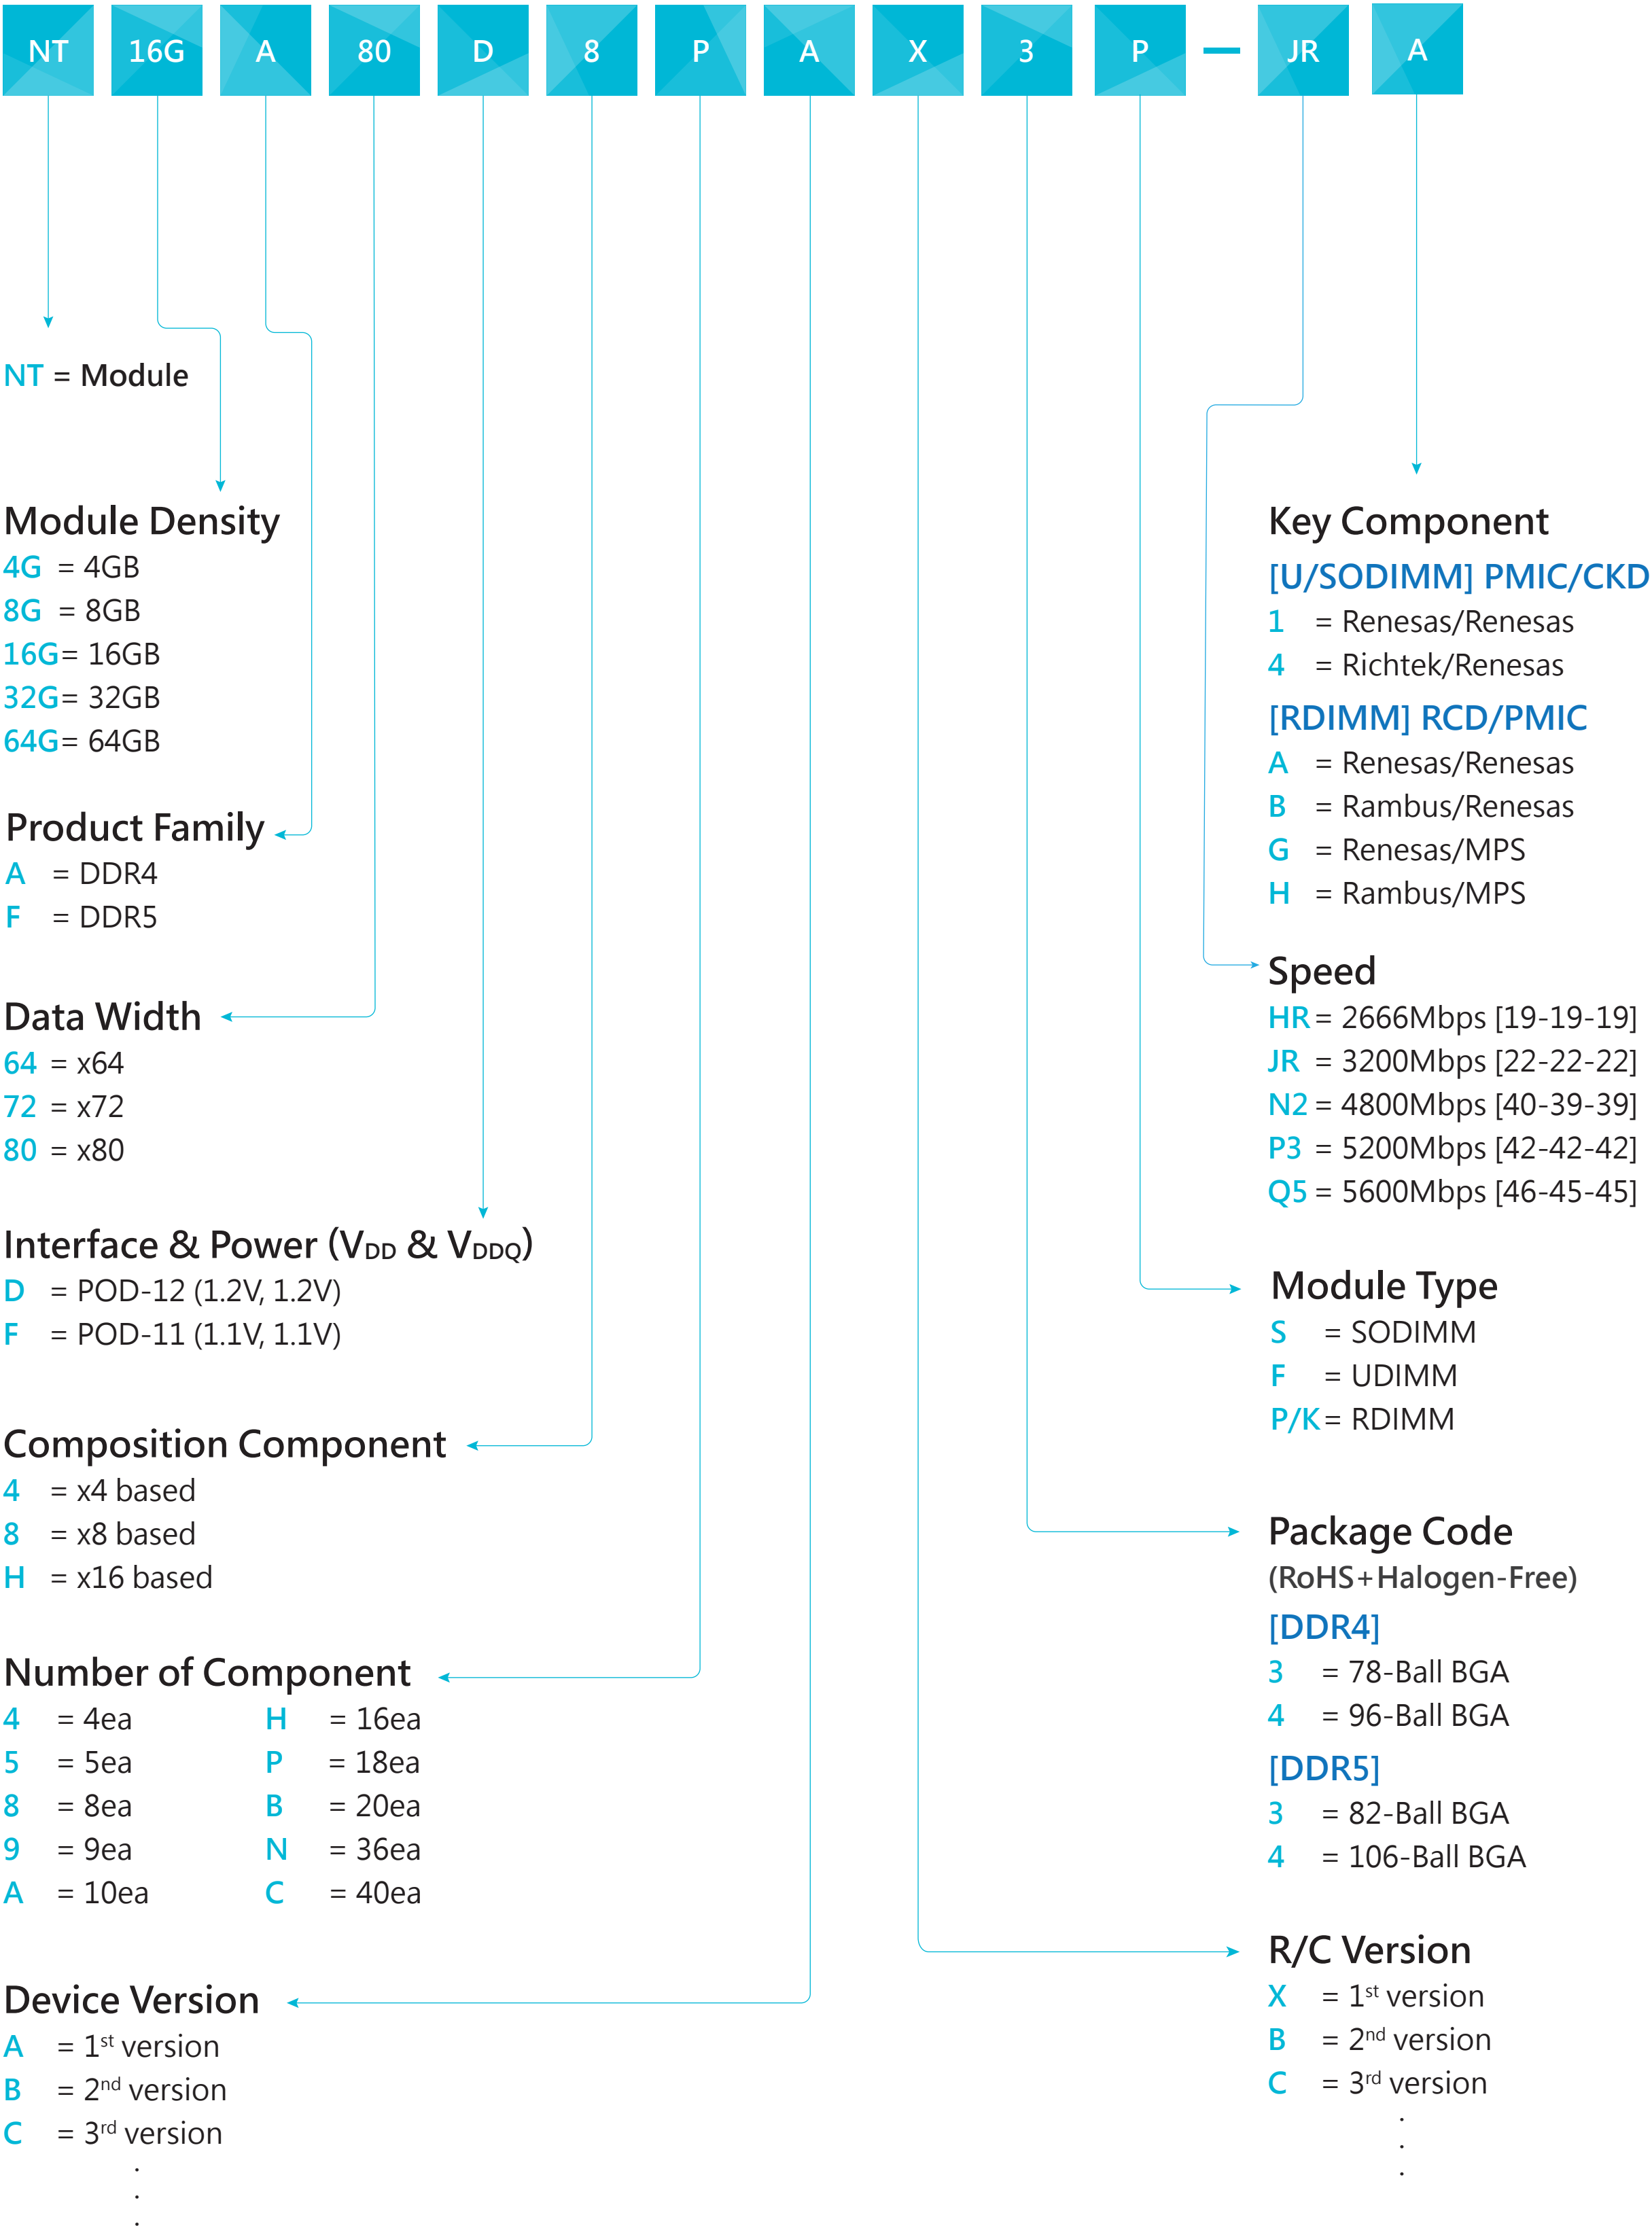 NT 16G A 80 D 8 P A X 3 P — JR A
NT = Module
Module Density
4G = 4GB
8G = 8GB
16G= 16GB
32G= 32GB
64G= 64GB
Product Family
A = DDR4
F = DDR5
Data Width
64 = x64
72 = x72
80 = x80
Interface & Power (VDD & VDDQ)
D = POD-12 (1.2V, 1.2V)
F = POD-11 (1.1V, 1.1V)
Composition Component
4 = x4 based
8 = x8 based
H = x16 based
Number of Component
4 = 4ea H = 16ea
5 = 5ea P = 18ea
8 = 8ea B = 20ea
9 = 9ea N = 36ea
A = 10ea C = 40ea
Device Version
A = 1st version
B = 2nd version
C = 3rd version
.
.
.
Key Component
[U/SODIMM] PMIC/CKD
1 = Renesas/Renesas
4 = Richtek/Renesas
[RDIMM] RCD/PMIC
A = Renesas/Renesas
B = Rambus/Renesas
G = Renesas/MPS
H = Rambus/MPS
Speed
HR = 2666Mbps [19-19-19]
JR = 3200Mbps [22-22-22]
N2 = 4800Mbps [40-39-39]
P3 = 5200Mbps [42-42-42]
Q5 = 5600Mbps [46-45-45]
Module Type
S = SODIMM
F = UDIMM
P/K = RDIMM
Package Code
(RoHS+Halogen-Free)
[DDR4]
3 = 78-Ball BGA
4 = 96-Ball BGA
[DDR5]
3 = 82-Ball BGA
4 = 106-Ball BGA
R/C Version
X = 1st version
B = 2nd version
C = 3rd version
.
.
.